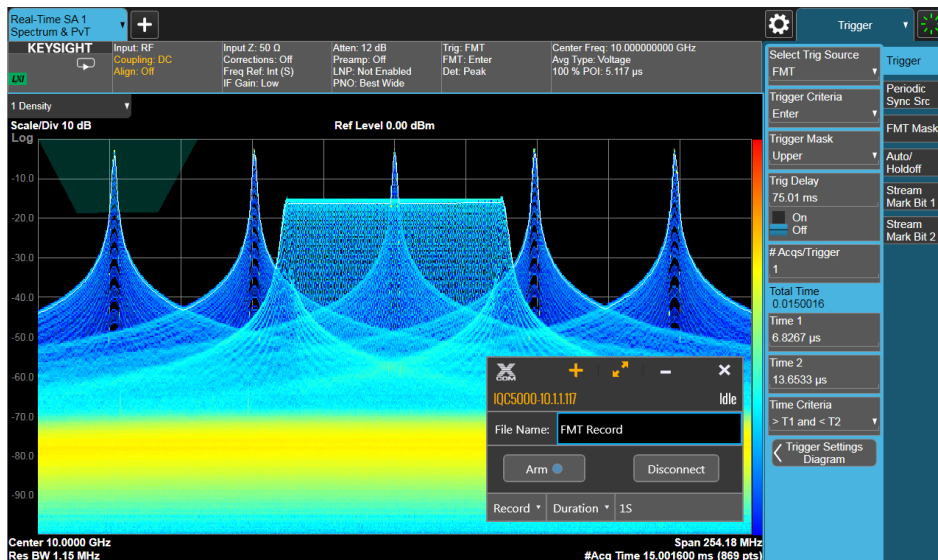 Real-Time SA 1
Spectrum & PvT
KEYSIGHT
LXI
Input: RF
Coupling: DC
Align: Off
Input Z: 50 Ω
Corrections: Off
Freq Ref: Int (S)
IF Gain: Low
Atten: 12 dB
Preamp: Off
LNP: Not Enabled
PNO: Best Wide
Trig: FMT
FMT: Enter
Det: Peak
Center Freq: 10.000000000 GHz
Avg Type: Voltage
100 % POI: 5.117 µs
1 Density
Scale/Div 10 dB
Ref Level 0.00 dBm
Log
-10.0
-20.0
-30.0
-40.0
-50.0
-60.0
-70.0
-80.0
-90.0
XCOM
IQC5000-10.1.1.117
Idle
File Name:
FMT Record
Arm
Disconnect
Record
Duration
1S
Center 10.0000 GHz
Res BW 1.15 MHz
Span 254.18 MHz
#Acq Time 15.001600 ms (869 pts)
Trigger
Select Trig Source
FMT
Trigger Criteria
Enter
Trigger Mask
Upper
Trig Delay
75.01 ms
On
Off
# Acqs/Trigger
1
Total Time
0.0150016
Time 1
6.8267 µs
Time 2
13.6533 µs
Time Criteria
> T1 and < T2
Trigger Settings
Diagram
Trigger
Periodic
Sync Src
FMT Mask
Auto/
Holdoff
Stream
Mark Bit 1
Stream
Mark Bit 2